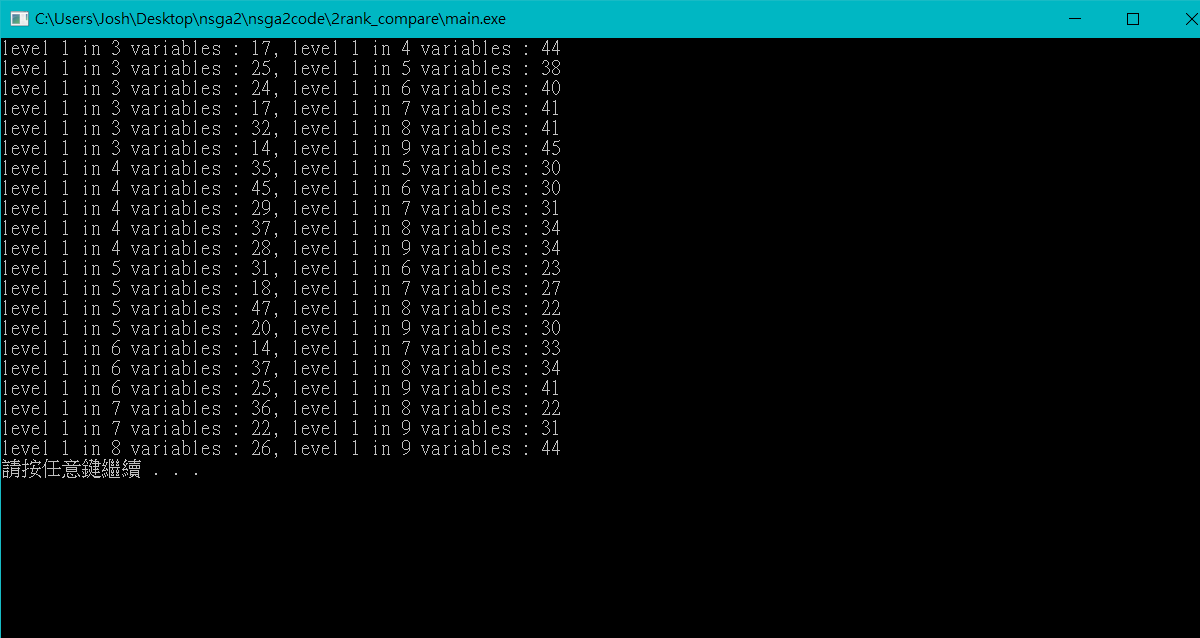 C:\Users\Josh\Desktop\nsga2\nsga2code\2rank_compare\main.exe
level 1 in 3 variables : 17, level 1 in 4 variables : 44
level 1 in 3 variables : 25, level 1 in 5 variables : 38
level 1 in 3 variables : 24, level 1 in 6 variables : 40
level 1 in 3 variables : 17, level 1 in 7 variables : 41
level 1 in 3 variables : 32, level 1 in 8 variables : 41
level 1 in 3 variables : 14, level 1 in 9 variables : 45
level 1 in 4 variables : 35, level 1 in 5 variables : 30
level 1 in 4 variables : 45, level 1 in 6 variables : 30
level 1 in 4 variables : 29, level 1 in 7 variables : 31
level 1 in 4 variables : 37, level 1 in 8 variables : 34
level 1 in 4 variables : 28, level 1 in 9 variables : 34
level 1 in 5 variables : 31, level 1 in 6 variables : 23
level 1 in 5 variables : 18, level 1 in 7 variables : 27
level 1 in 5 variables : 47, level 1 in 8 variables : 22
level 1 in 5 variables : 20, level 1 in 9 variables : 30
level 1 in 6 variables : 14, level 1 in 7 variables : 33
level 1 in 6 variables : 37, level 1 in 8 variables : 34
level 1 in 6 variables : 25, level 1 in 9 variables : 41
level 1 in 7 variables : 36, level 1 in 8 variables : 22
level 1 in 7 variables : 22, level 1 in 9 variables : 31
level 1 in 8 variables : 26, level 1 in 9 variables : 44
請按任意鍵繼續 . . .